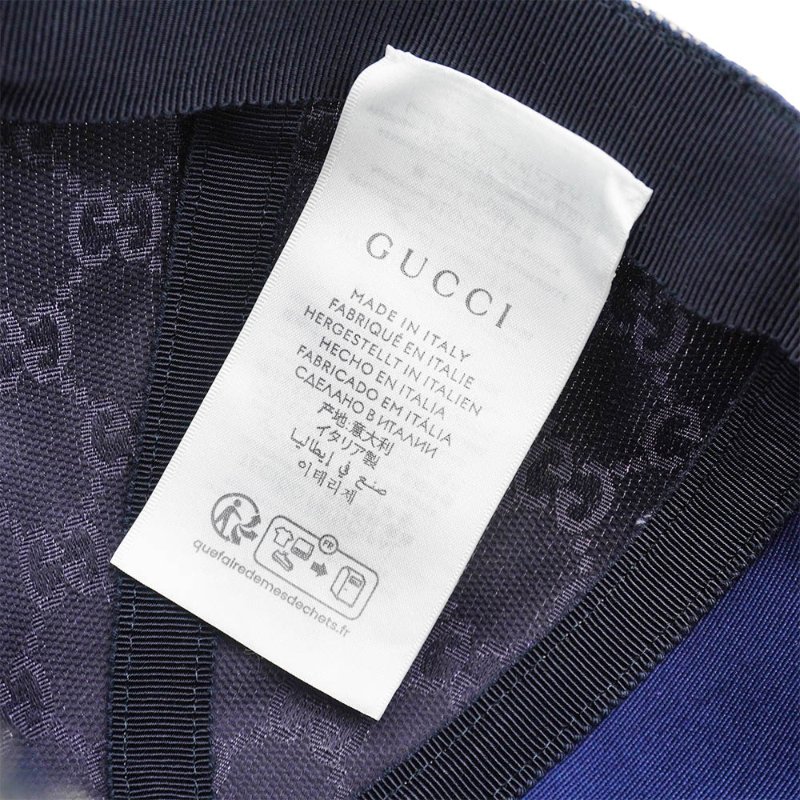 GUCCI
MADE IN ITALY
FABRIQUÉ EN ITALIE
HERGESTELLT IN ITALIEN
HECHO EN ITALIA
FABRICADO EM ITÁLIA
СДЕЛАНО В ИТАЛИИ
产地:意大利
イタリア製
صنع في إيطاليا
이태리제
FR
quefairedemesdechets.fr